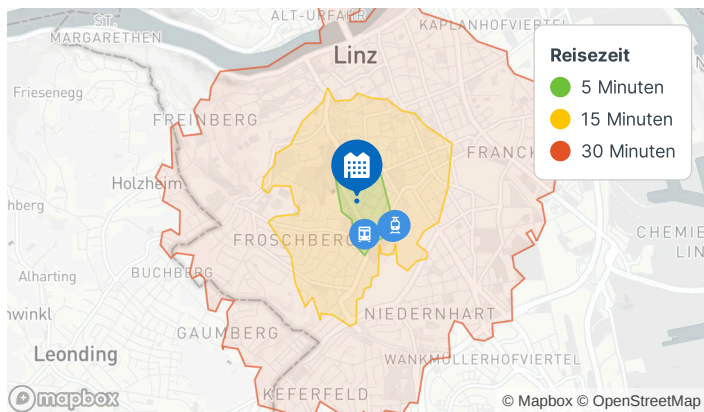 ALT-URFAHR
KAPLANHOFVIERTEL
ST.
MARGARETHEN
Linz
Reisezeit
5 Minuten
15 Minuten
30 Minuten
Friesenegg
FREINBERG
FRANCK
Holzheim
FROSCHBERG
CHEMIE
LIN
BUCHBERG
Alharting
NIEDERNHART
GAUMBERG
Leonding
WANKMÜLLERHOFVIERTEL
KEFERFELD
mapbox
© Mapbox © OpenStreetMap